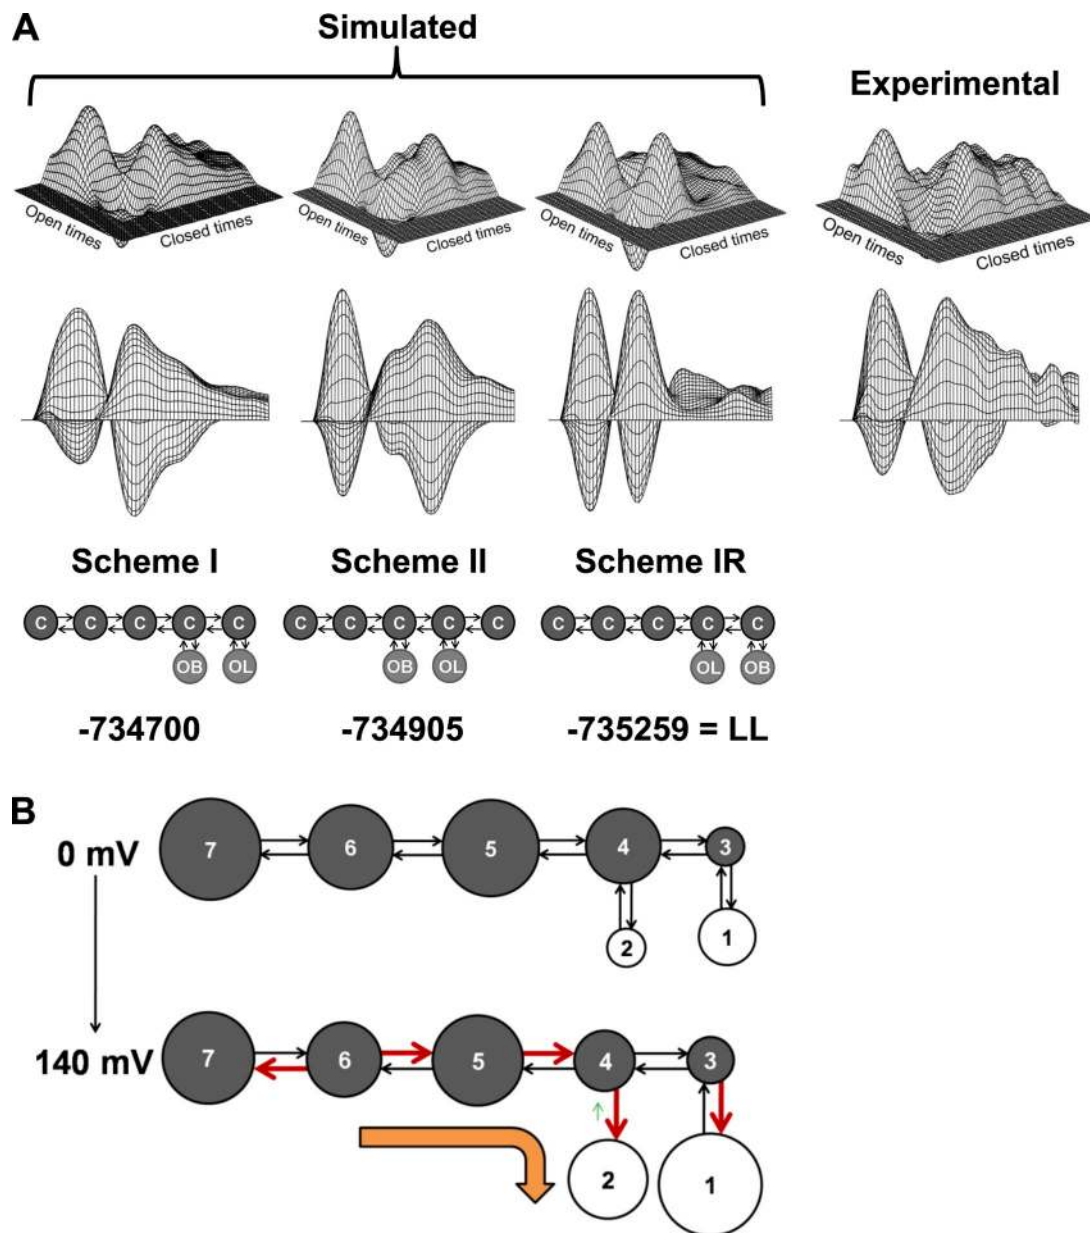 A
Simulated
Experimental
Open times Closed times Open times Closed times Open times Closed times Open times Closed times
Scheme I Scheme II Scheme IR
C C C C C C C C C C C C C C C
OB OL OB OL OL OB
-734700 -734905 -735259 = LL
B
0 mV 7 6 5 4 3
2 1
140 mV 7 6 5 4 3
2 1